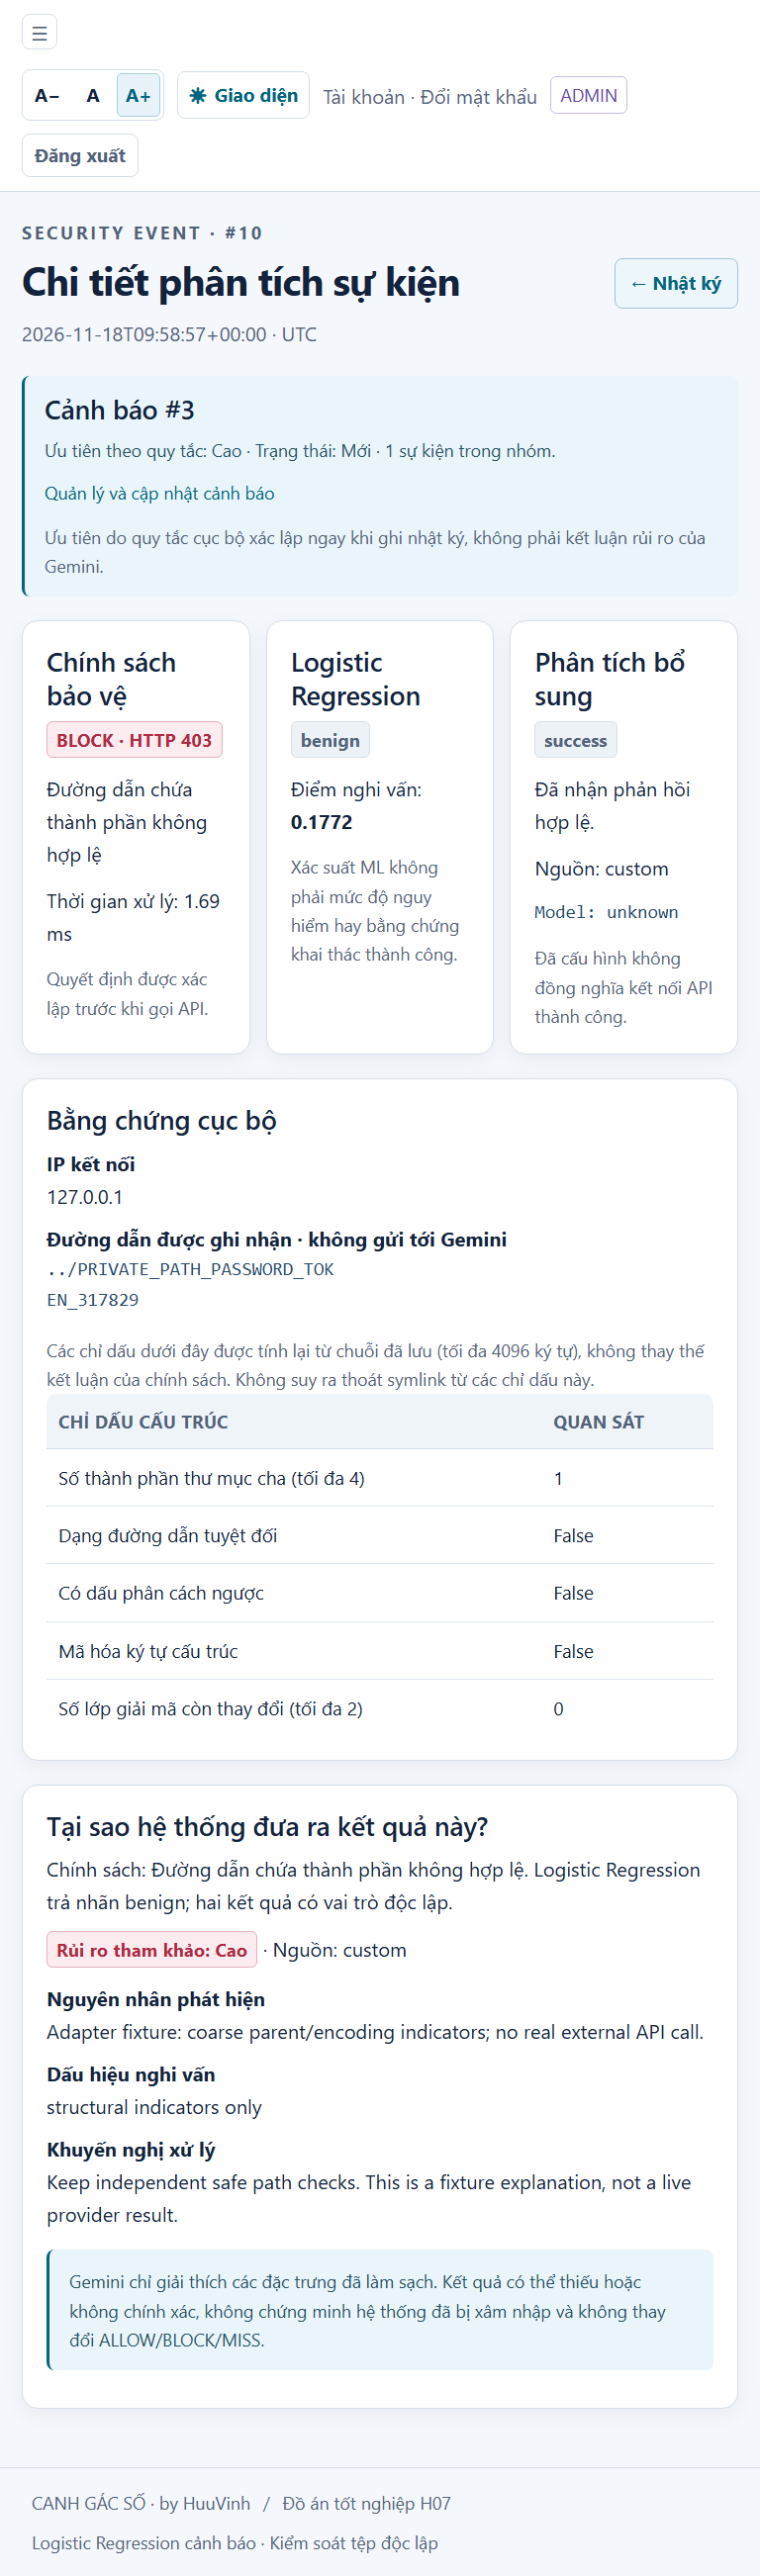 ☰
A− A A+ ☀ Giao diện Tài khoản · Đổi mật khẩu ADMIN
Đăng xuất
SECURITY EVENT · #10
Chi tiết phân tích sự kiện
← Nhật ký
2026-11-18T09:58:57+00:00 · UTC
Cảnh báo #3
Ưu tiên theo quy tắc: Cao · Trạng thái: Mới · 1 sự kiện trong nhóm.
Quản lý và cập nhật cảnh báo
Ưu tiên do quy tắc cục bộ xác lập ngay khi ghi nhật ký, không phải kết luận rủi ro của
Gemini.
Chính sách
bảo vệ
BLOCK · HTTP 403
Đường dẫn chứa
thành phần không
hợp lệ
Thời gian xử lý: 1.69
ms
Quyết định được xác
lập trước khi gọi API.
Logistic
Regression
benign
Điểm nghi vấn:
0.1772
Xác suất ML không
phải mức độ nguy
hiểm hay bằng chứng
khai thác thành công.
Phân tích bổ
sung
success
Đã nhận phản hồi
hợp lệ.
Nguồn: custom
Model: unknown
Đã cấu hình không
đồng nghĩa kết nối API
thành công.
Bằng chứng cục bộ
IP kết nối
127.0.0.1
Đường dẫn được ghi nhận · không gửi tới Gemini
../PRIVATE_PATH_PASSWORD_TOK
EN_317829
Các chỉ dấu dưới đây được tính lại từ chuỗi đã lưu (tối đa 4096 ký tự), không thay thế
kết luận của chính sách. Không suy ra thoát symlink từ các chỉ dấu này.
CHỈ DẤU CẤU TRÚC QUAN SÁT
Số thành phần thư mục cha (tối đa 4) 1
Dạng đường dẫn tuyệt đối False
Có dấu phân cách ngược False
Mã hóa ký tự cấu trúc False
Số lớp giải mã còn thay đổi (tối đa 2) 0
Tại sao hệ thống đưa ra kết quả này?
Chính sách: Đường dẫn chứa thành phần không hợp lệ. Logistic Regression
trả nhãn benign; hai kết quả có vai trò độc lập.
Rủi ro tham khảo: Cao · Nguồn: custom
Nguyên nhân phát hiện
Adapter fixture: coarse parent/encoding indicators; no real external API call.
Dấu hiệu nghi vấn
structural indicators only
Khuyến nghị xử lý
Keep independent safe path checks. This is a fixture explanation, not a live
provider result.
Gemini chỉ giải thích các đặc trưng đã làm sạch. Kết quả có thể thiếu hoặc
không chính xác, không chứng minh hệ thống đã bị xâm nhập và không thay
đổi ALLOW/BLOCK/MISS.
CANH GÁC SỐ · by HuuVinh / Đồ án tốt nghiệp H07
Logistic Regression cảnh báo · Kiểm soát tệp độc lập